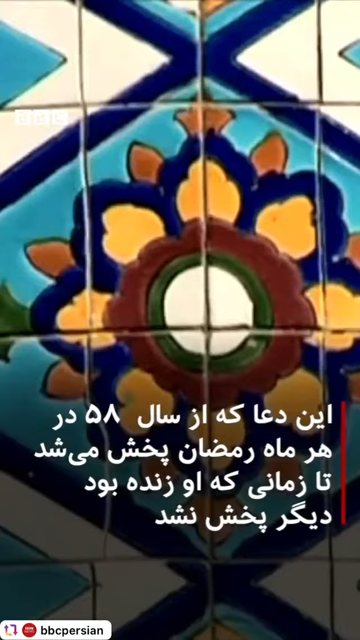 BBC
این دعا که از سال ۵۸ در
هر ماه رمضان پخش می‌شد
تا زمانی که او زنده بود
دیگر پخش نشد
bbcpersian